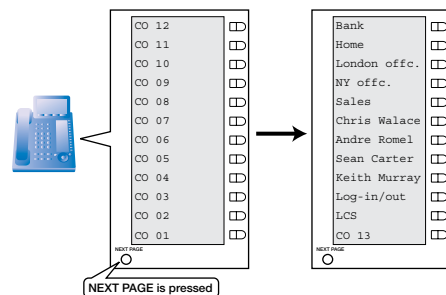 CO 12
CO 11
CO 10
CO 09
CO 08
CO 07
CO 06
CO 05
CO 04
CO 03
CO 02
CO 01
NEXT PAGE
NEXT PAGE is pressed
Bank
Home
London offc.
NY offc.
Sales
Chris Walace
Andre Romel
Sean Carter
Keith Murray
Log-in/out
LCS
CO 13
NEXT PAGE